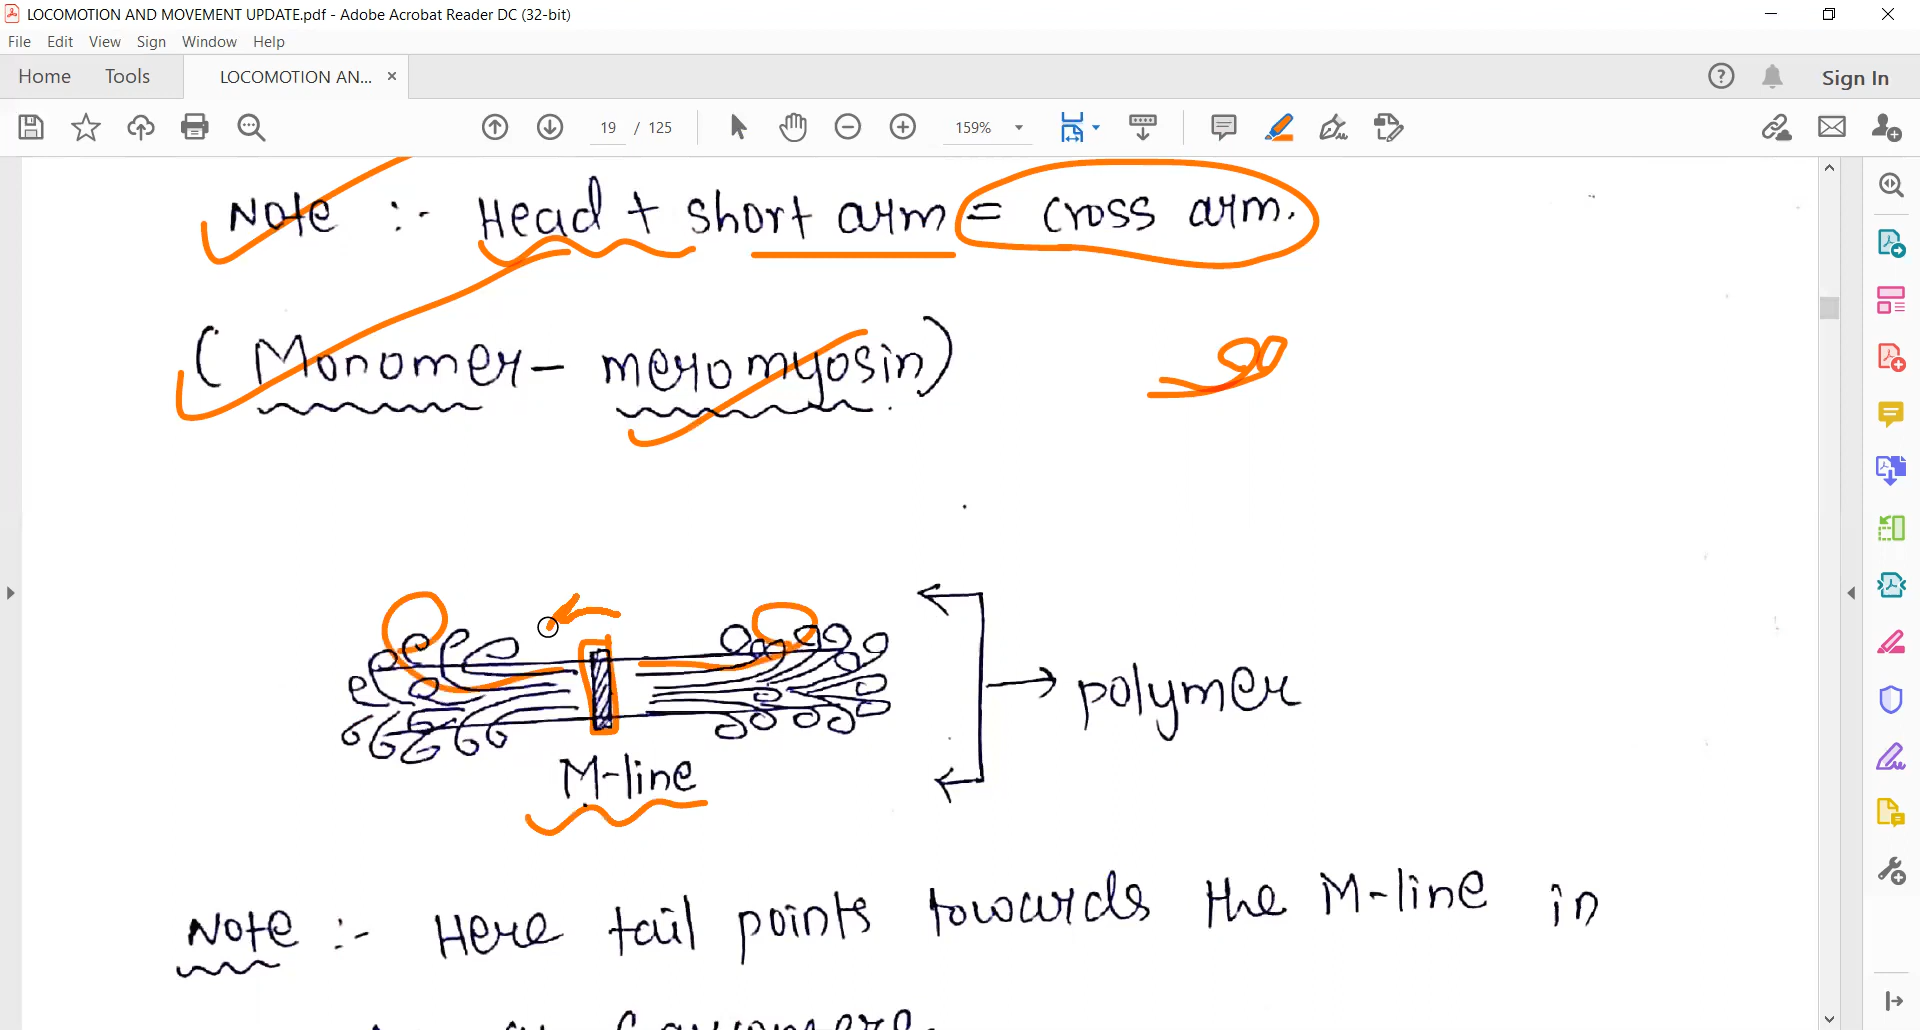 LOCOMOTION AND MOVEMENT UPDATE.pdf - Adobe Acrobat Reader DC (32-bit)
File Edit View Sign Window Help
Home Tools LOCOMOTION AN... × Sign In
19 / 125 159%
Note :- Head + short arm = cross arm.
(Monomer - meromyosin)
polymer
M-line
Note :- Here tail points towards the M-line in